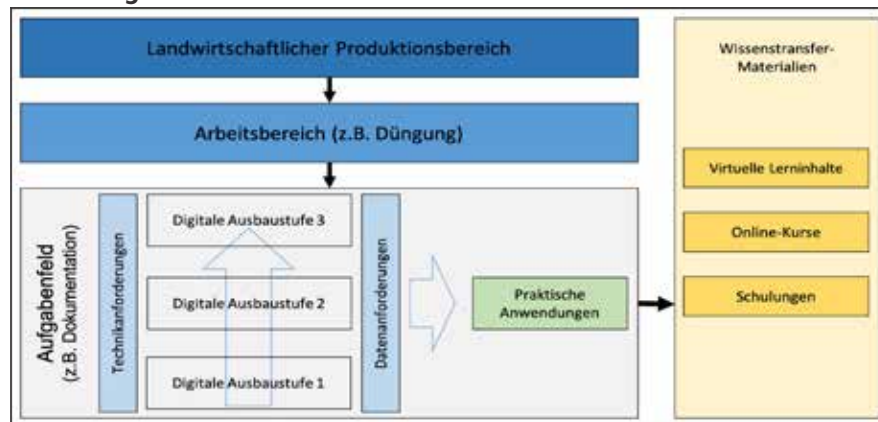 Landwirtschaftlicher Produktionsbereich
Arbeitsbereich (z.B. Düngung)
Aufgabenfeld
(z.B. Dokumentation)
Technikanforderungen
Digitale Ausbaustufe 3
Digitale Ausbaustufe 2
Digitale Ausbaustufe 1
Datenanforderungen
Praktische
Anwendungen
Wissenstransfer-
Materialien
Virtuelle Lerninhalte
Online-Kurse
Schulungen